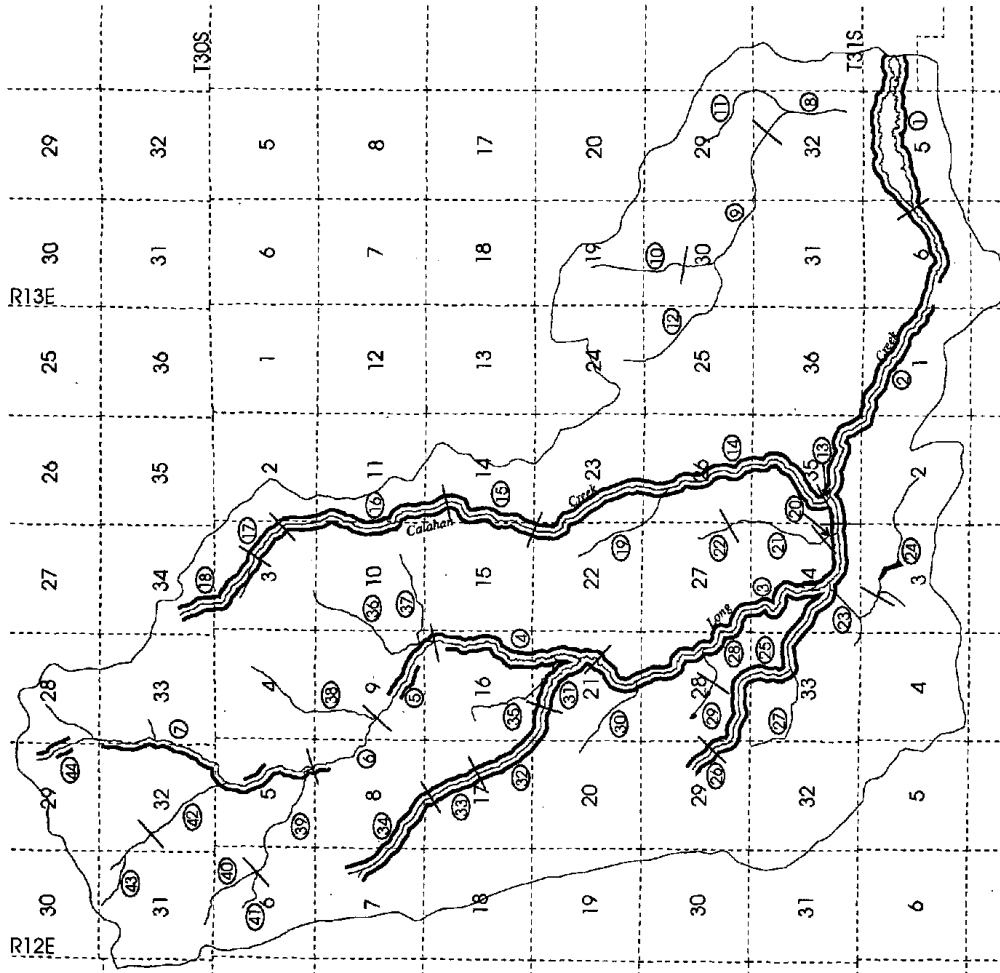 R12E R13E
30 29 28 27 26 25 30 29
44
43 7
31 32 33 34 35 36 31 32
42
18 T30S
40 17
41
6 5 4 3 2 1 6 5
39 38
34 36 16
7 8 9 10 11 12 7 8
6 5 37
Calahan
33
18 17 16 15 14 13 18 17
15
35 32 4
31 Creek
19 20 21 22 23 24 19 20
30 19
10
12
30 29 28 27 26 25 30 29
29 22 11
26 28 Long 14 9
25 3
27 21 20
31 32 33 34 35 36 31 32
13 8
23 T31S
Creek
2
24
6 5 4 3 2 1 6 5
1